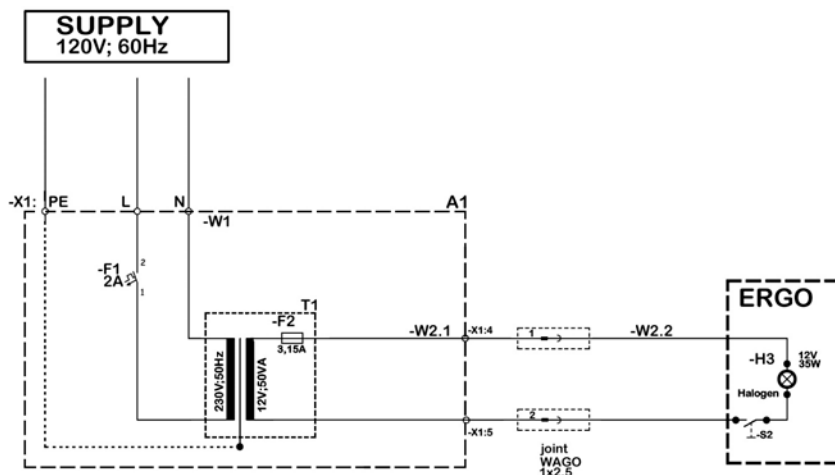 SUPPLY
120V; 60Hz
-X1: PE L N A1
-W1
-F1
2A
2
1
T1
-F2
3,15A
230V;50Hz
12V;50VA
-W2.1
-X1:4
1
-W2.2
-X1:5
2
joint
WAGO
1x2,5
ERGO
-H3
12V
35W
Halogen
-S2